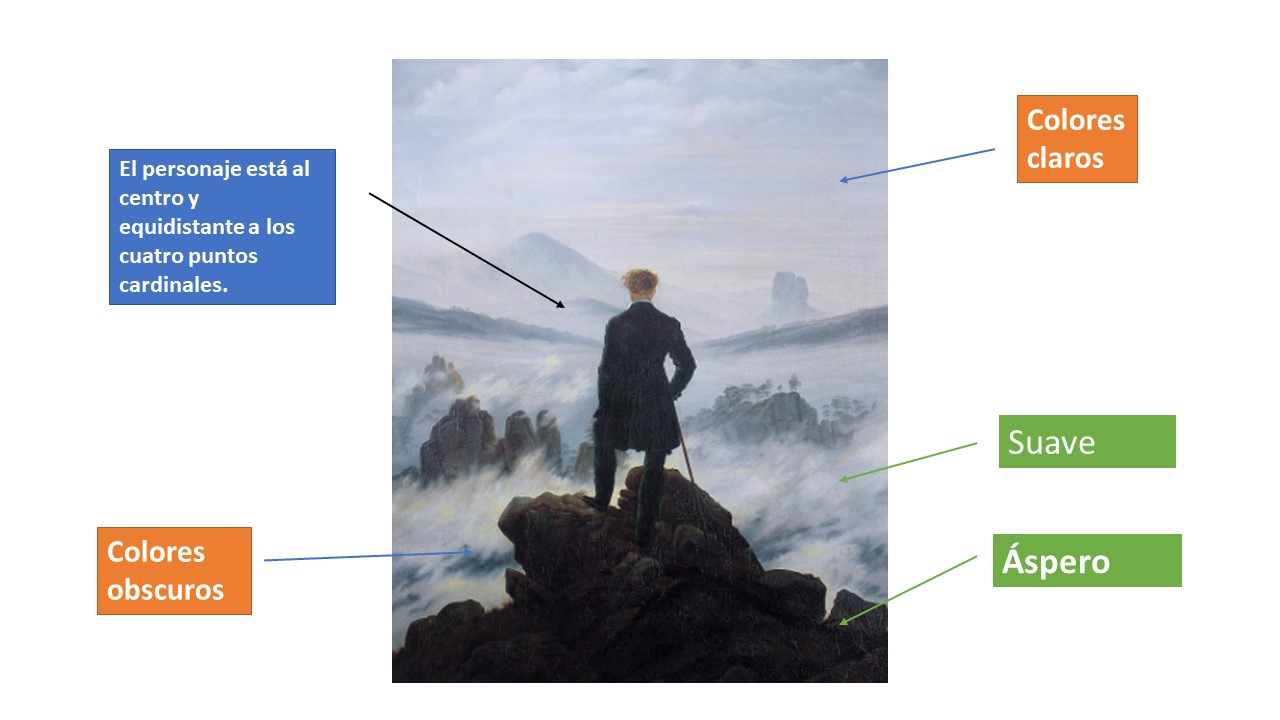 El personaje está al
centro y
equidistante a los
cuatro puntos
cardinales.
Colores
claros
Suave
Colores
obscuros
Áspero